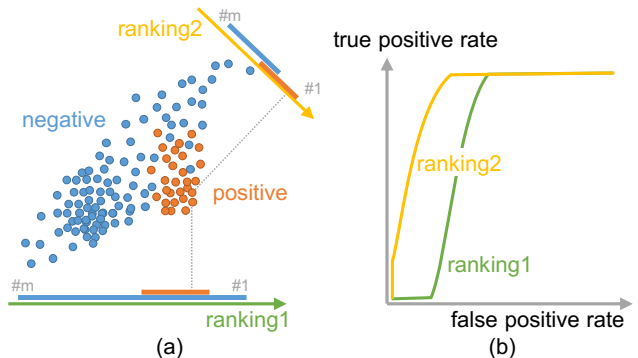 #m
ranking2
#1
negative
positive
#m
#1
ranking1
(a)
true positive rate
ranking2
ranking1
false positive rate
(b)